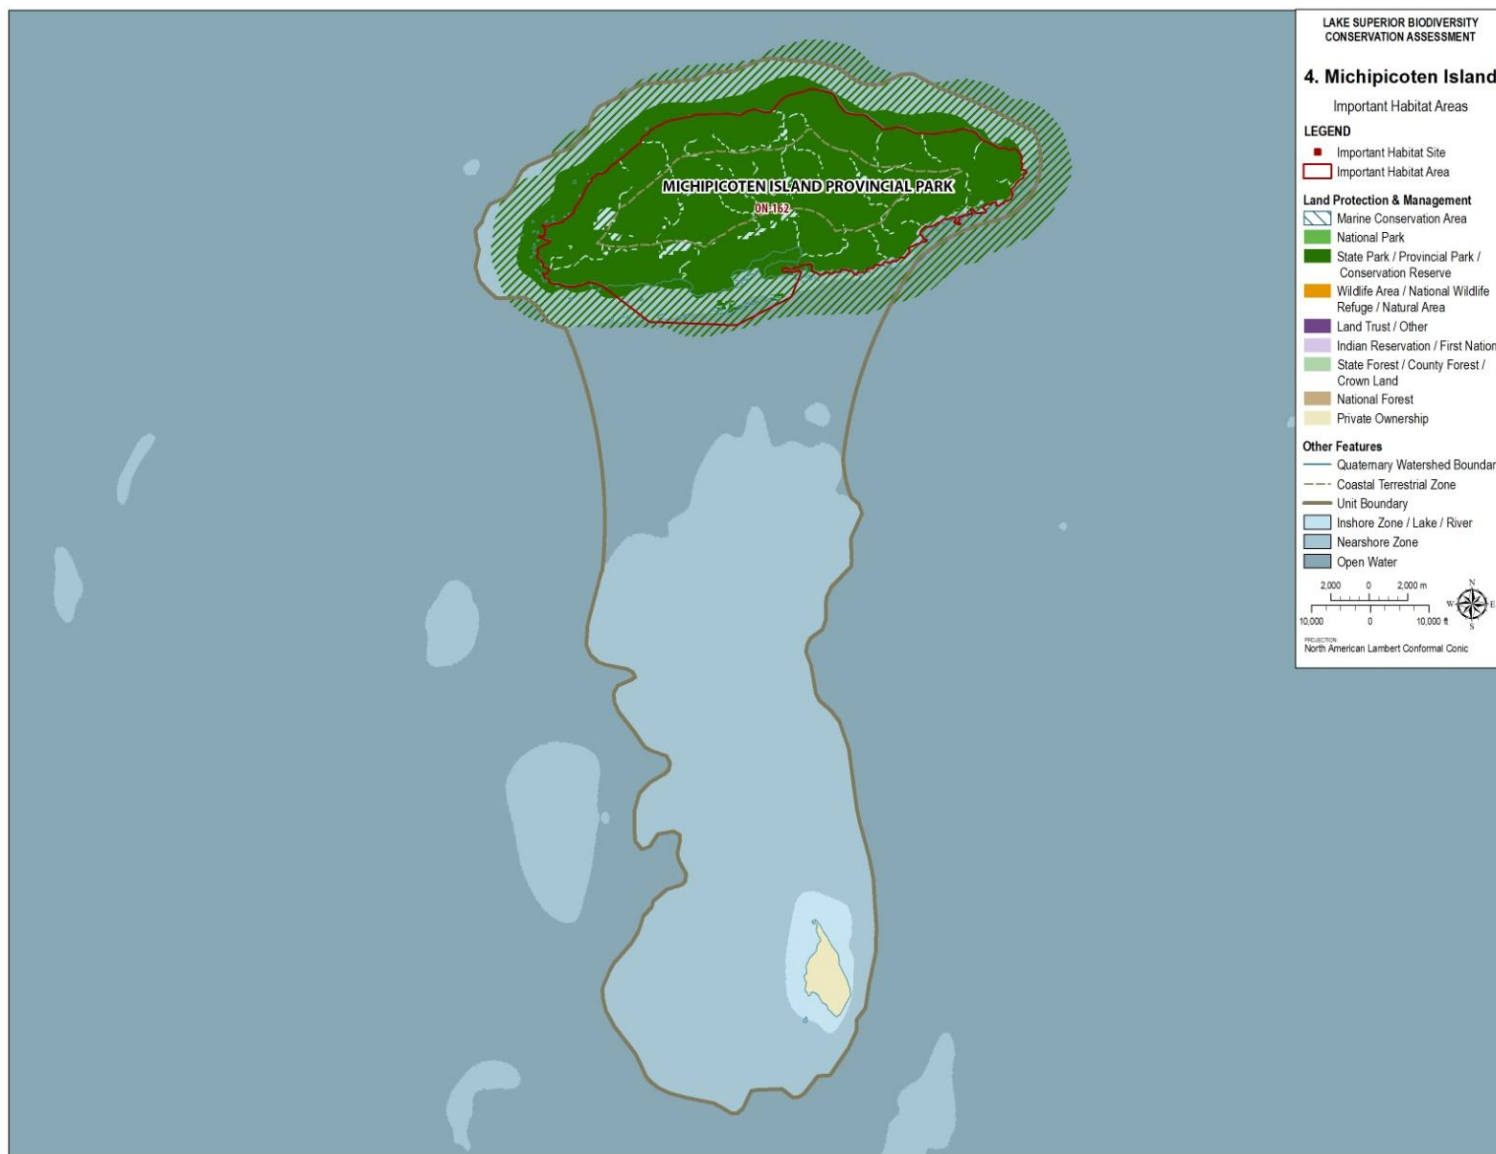 LAKE SUPERIOR BIODIVERSITY
CONSERVATION ASSESSMENT
4. Michipicoten Island
Important Habitat Areas
LEGEND
Important Habitat Site
Important Habitat Area
Land Protection & Management
Marine Conservation Area
National Park
State Park / Provincial Park /
Conservation Reserve
Wildlife Area / National Wildlife
Refuge / Natural Area
Land Trust / Other
Indian Reservation / First Nation
State Forest / County Forest /
Crown Land
National Forest
Private Ownership
Other Features
Quaternary Watershed Boundar
Coastal Terrestrial Zone
Unit Boundary
Inshore Zone / Lake / River
Nearshore Zone
Open Water
2,000 0 2,000 m
10,000 0 10,000 ft
N
W E
S
PROJECTION:
North American Lambert Conformal Conic
MICHIPICOTEN ISLAND PROVINCIAL PARK
ON-162